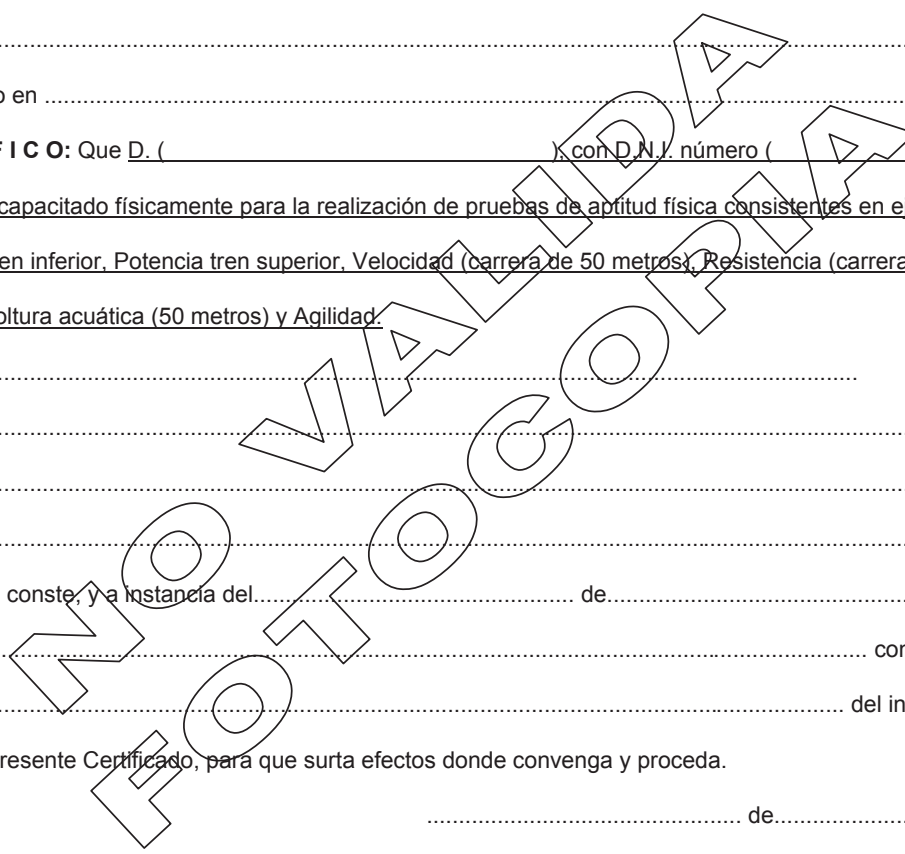 ................................................................................................................................
o en ................................................................................................................................
F I C O: Que D. (                    ), con D.N.I. número (
capacitado físicamente para la realización de pruebas de aptitud física consistentes en e
en inferior, Potencia tren superior, Velocidad (carrera de 50 metros), Resistencia (carrera
oltura acuática (50 metros) y Agilidad.
................................................................................................................................
................................................................................................................................
................................................................................................................................
................................................................................................................................
conste, y a instancia del.................................................. de..................................................
................................................................................................................................ con
................................................................................................................................ del in
resente Certificado, para que surta efectos donde convenga y proceda.
.................................................. de....................
NO VALIDA
FOTOCOPIA